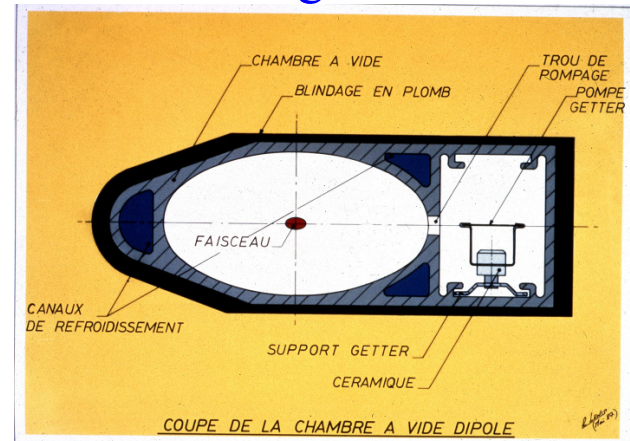 CHAMBRE A VIDE
BLINDAGE EN PLOMB
TROU DE
POMPAGE
POMPE
GETTER
FAISCEAU
CANAUX
DE REFROIDISSEMENT
SUPPORT GETTER
CERAMIQUE
COUPE DE LA CHAMBRE A VIDE DIPOLE